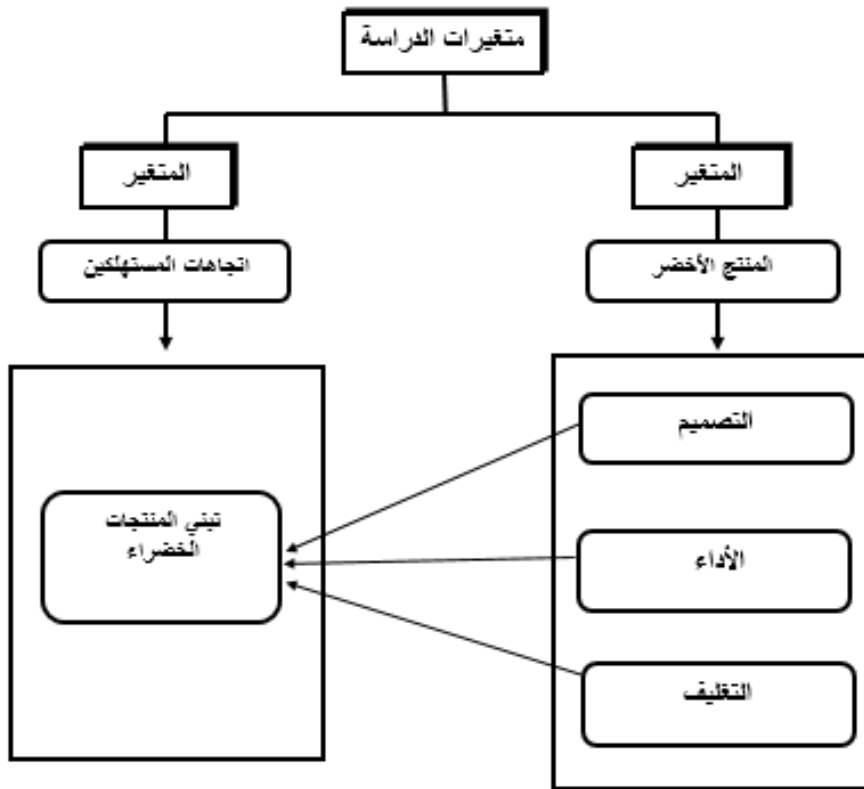 متغيرات الدراسة
المتغير
المتغير
المنتج الأخضر
اتجاهات المستهلكين
التصميم
الأداء
التغليف
تبني المنتجات
الخضراء